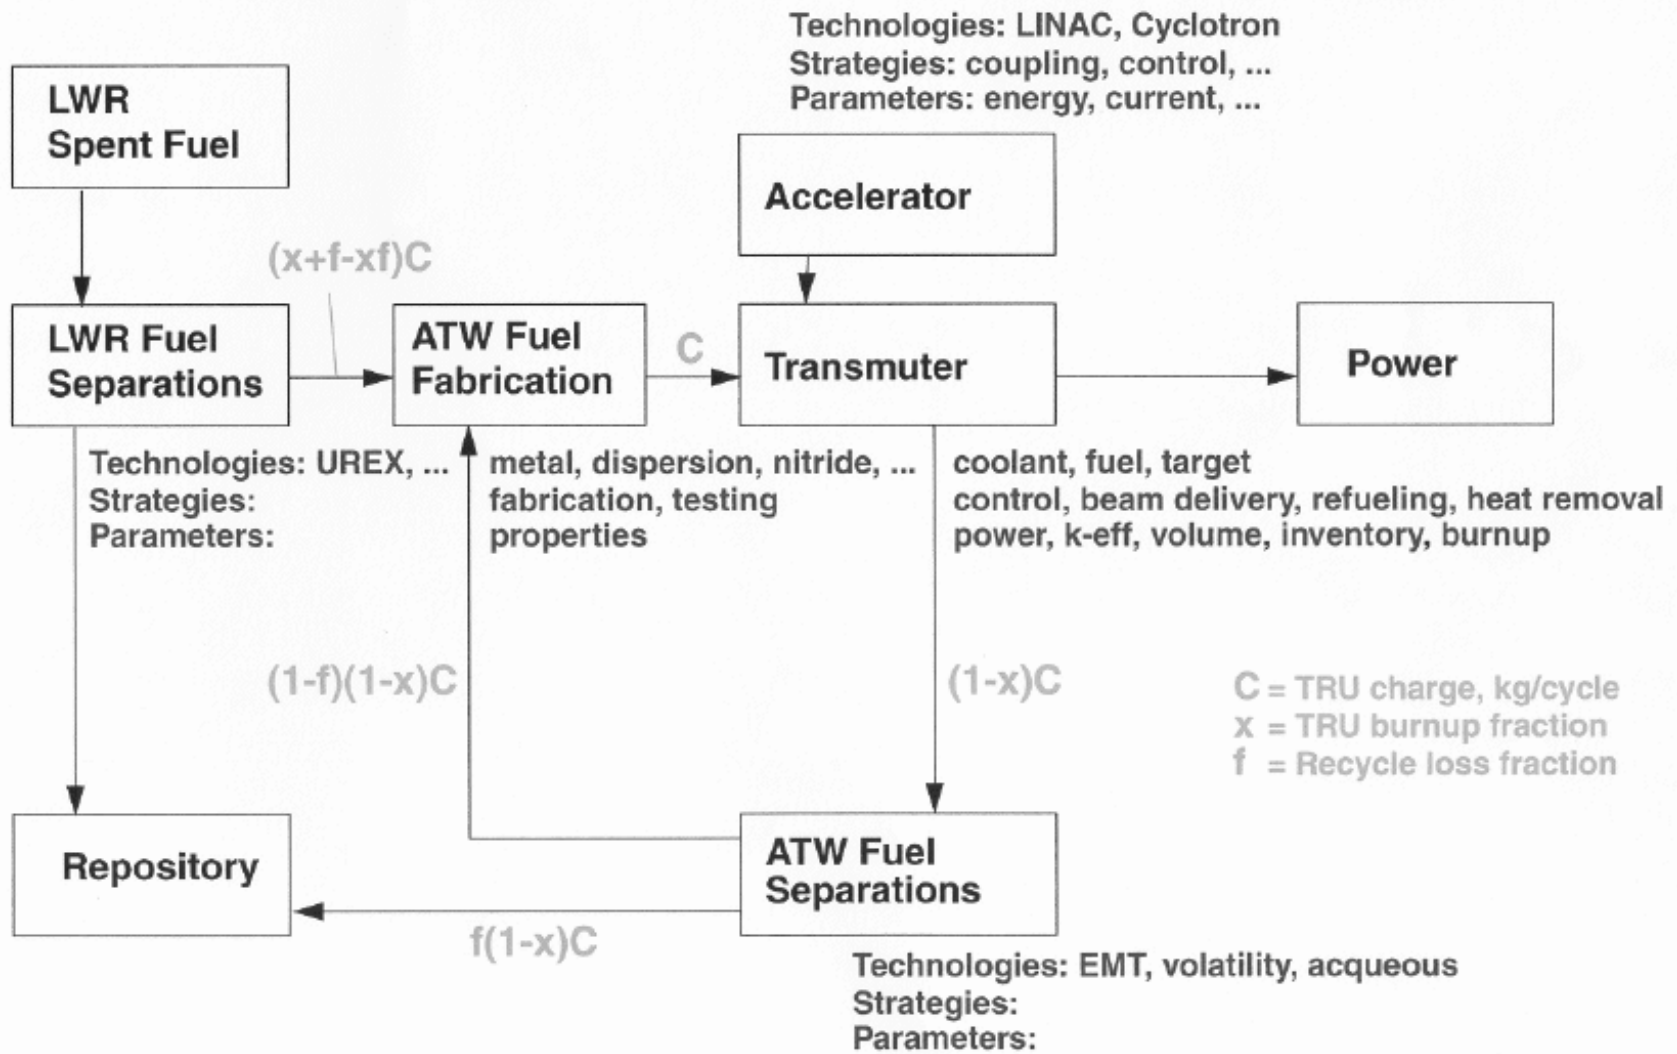 Technologies: LINAC, Cyclotron
Strategies: coupling, control, ...
Parameters: energy, current, ...
LWR
Spent Fuel
Accelerator
(x+f-xf)C
LWR Fuel
Separations
ATW Fuel
Fabrication
C
Transmuter
Power
Technologies: UREX, ...
Strategies:
Parameters:
metal, dispersion, nitride, ...
fabrication, testing
properties
coolant, fuel, target
control, beam delivery, refueling, heat removal
power, k-eff, volume, inventory, burnup
(1-f)(1-x)C
(1-x)C
C = TRU charge, kg/cycle
x = TRU burnup fraction
f = Recycle loss fraction
Repository
ATW Fuel
Separations
f(1-x)C
Technologies: EMT, volatility, acqueous
Strategies:
Parameters: